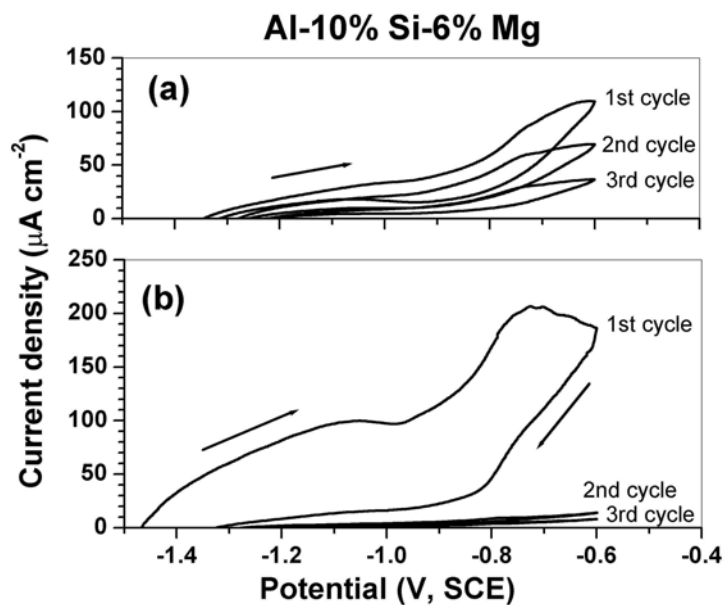 Al-10% Si-6% Mg
(a)
150
100
50
0
1st cycle
2nd cycle
3rd cycle
(b)
250
200
150
100
50
0
1st cycle
2nd cycle
3rd cycle
Current density (μA cm⁻²)
-1.4 -1.2 -1.0 -0.8 -0.6 -0.4
Potential (V, SCE)